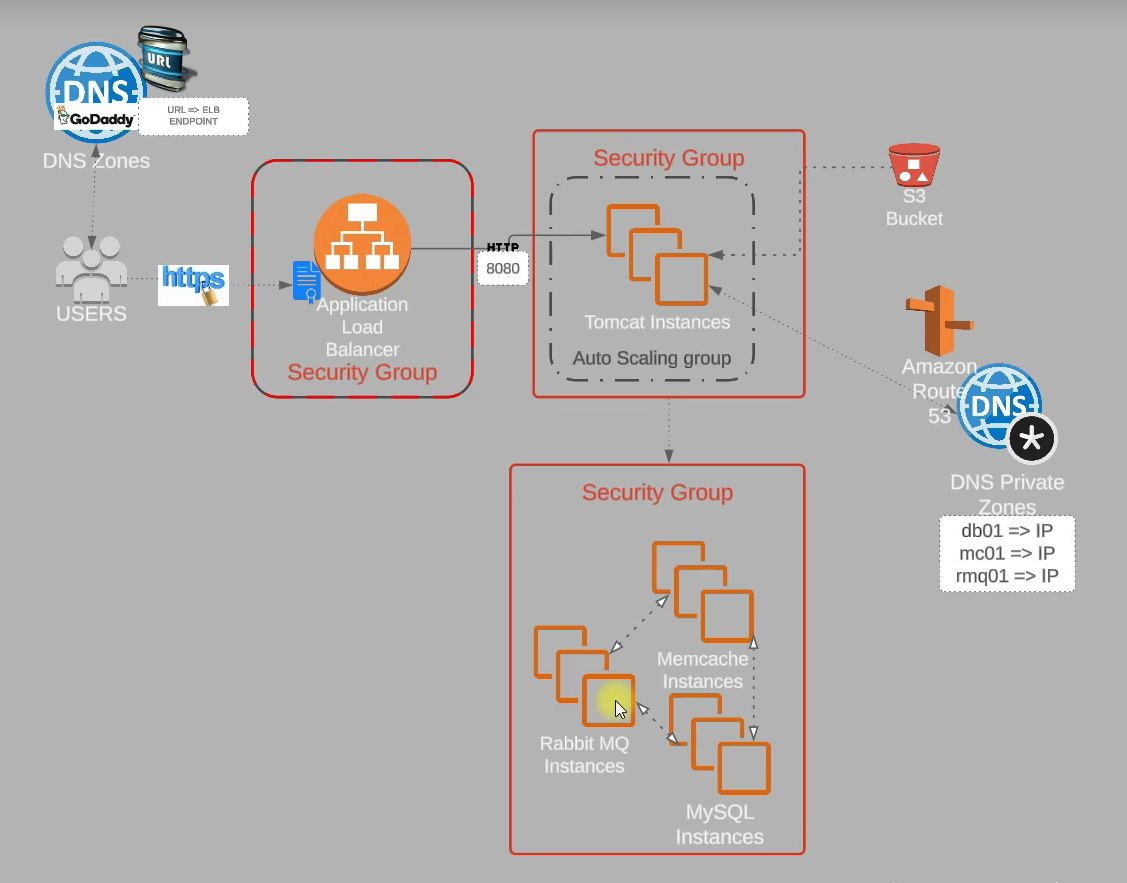 URL
DNS
GoDaddy
URL => ELB
ENDPOINT
DNS Zones
USERS
https
Application
Load
Balancer
Security Group
HTTP
8080
Security Group
Tomcat Instances
Auto Scaling group
S3
Bucket
Amazon
Route
53
DNS
DNS Private
Zones
db01 => IP
mc01 => IP
rmq01 => IP
Security Group
Memcache
Instances
Rabbit MQ
Instances
MySQL
Instances